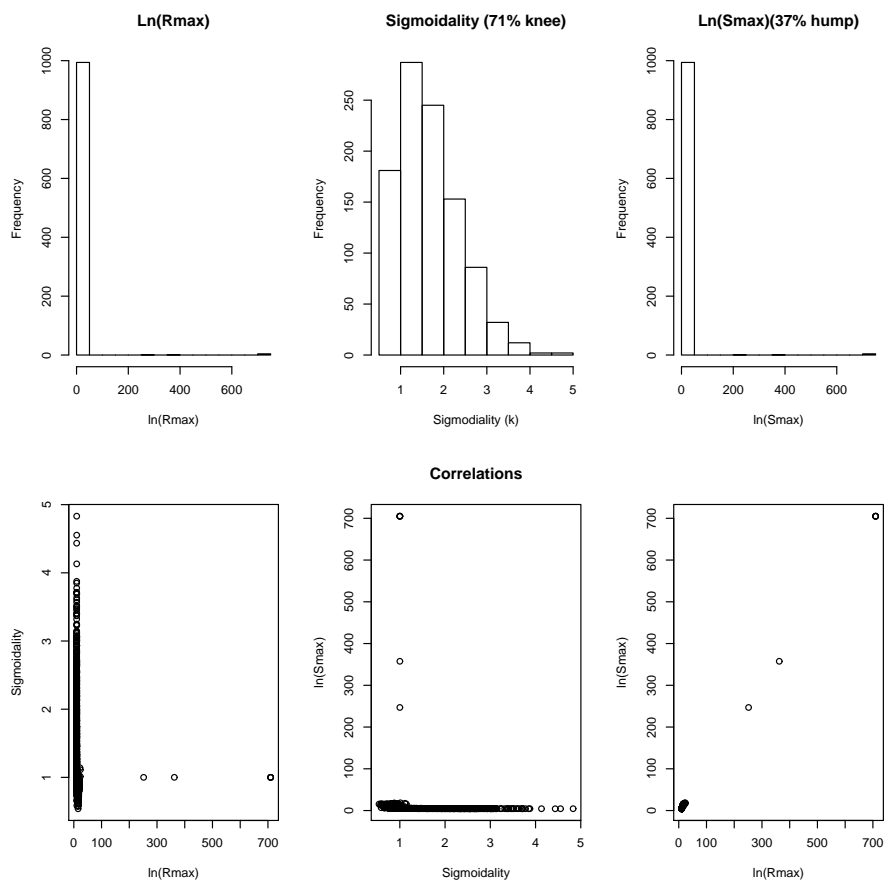 Ln(Rmax)
Frequency
0 200 400 600 800 1000
0 200 400 600
ln(Rmax)
Sigmoidality (71% knee)
Frequency
0 50 100 150 200 250
1 2 3 4 5
Sigmodiality (k)
Ln(Smax)(37% hump)
Frequency
0 200 400 600 800 1000
0 200 400 600
ln(Smax)
Sigmoidality
1 2 3 4 5
0 100 300 500 700
ln(Rmax)
Correlations
ln(Smax)
0 100 200 300 400 500 600 700
1 2 3 4 5
Sigmoidality
ln(Smax)
0 100 200 300 400 500 600 700
0 100 300 500 700
ln(Rmax)